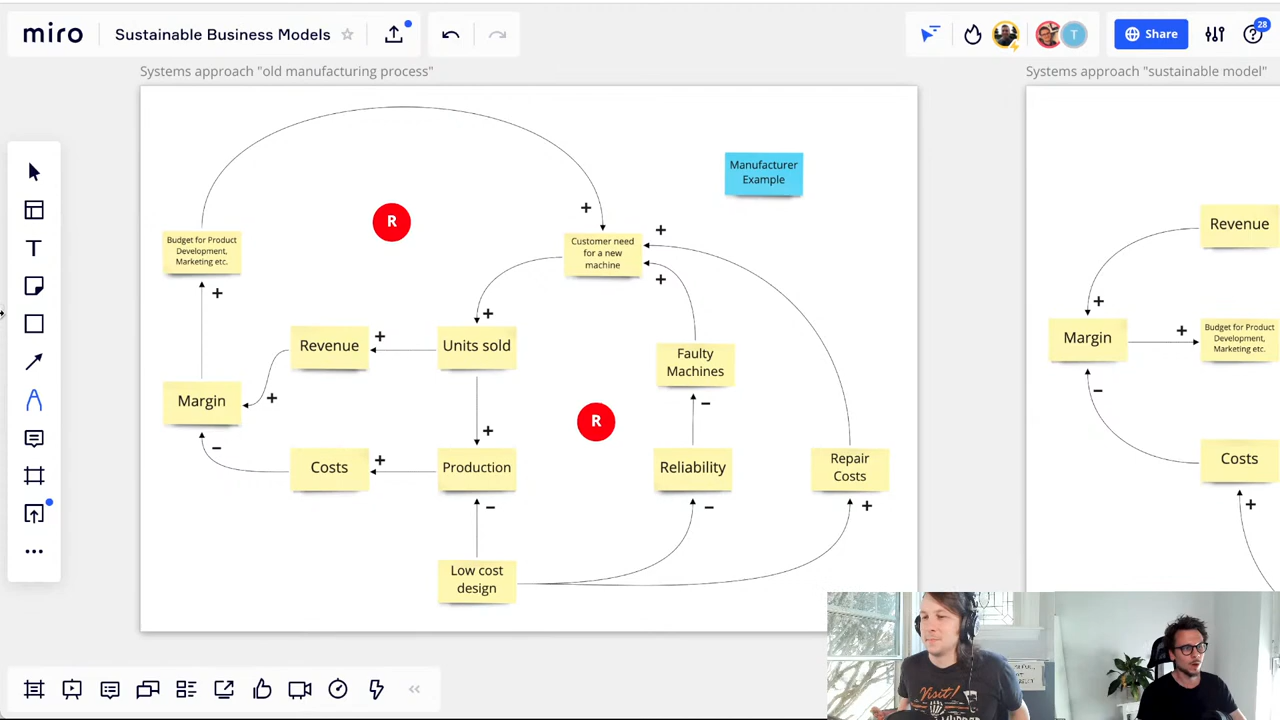 miro
Sustainable Business Models
Share
28
T
Systems approach "old manufacturing process"
Systems approach "sustainable model"
Manufacturer
Example
+
R
+
Budget for Product
Development,
Marketing etc.
Customer need
for a new
machine
+
+
+
Revenue
+
Units sold
+
Faulty
Machines
Margin
+
−
R
+
−
Costs
+
Production
Reliability
Repair
Costs
−
−
+
Low cost
design
Revenue
+
Margin
+
Budget for Product
Development,
Marketing etc.
−
Costs
+
T
Visit!